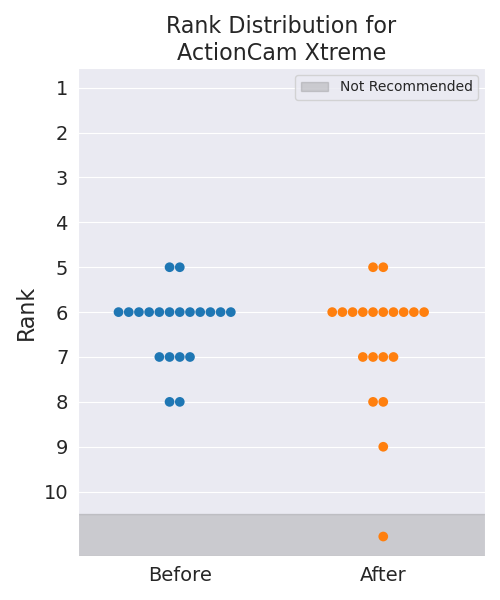 Rank Distribution for
ActionCam Xtreme
Not Recommended
1
2
3
4
5
6
7
8
9
10
Rank
Before
After